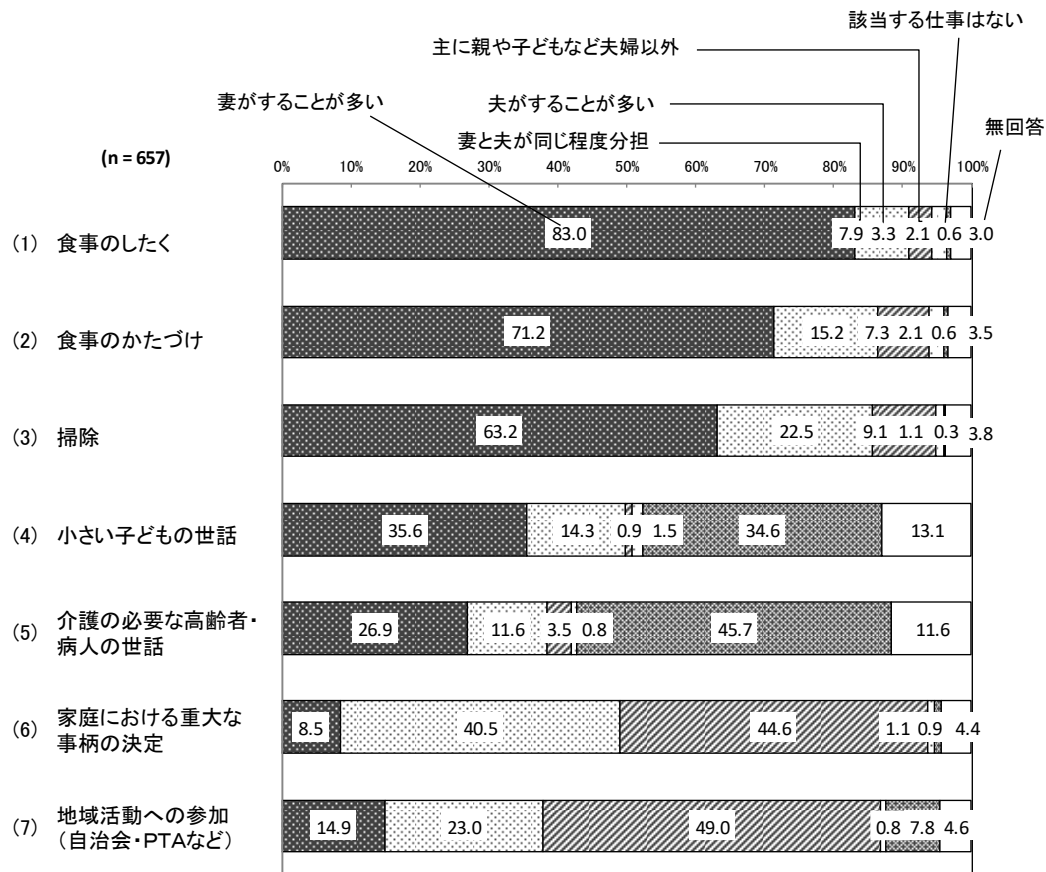 該当する仕事はない
主に親や子どもなど夫婦以外
妻がすることが多い
夫がすることが多い
無回答
妻と夫が同じ程度分担
(n = 657)
0% 10% 20% 30% 40% 50% 60% 70% 80% 90% 100%
(1) 食事のしたく 83.0 7.9 3.3 2.1 0.6 3.0
(2) 食事のかたづけ 71.2 15.2 7.3 2.1 0.6 3.5
(3) 掃除 63.2 22.5 9.1 1.1 0.3 3.8
(4) 小さい子どもの世話 35.6 14.3 0.9 1.5 34.6 13.1
(5) 介護の必要な高齢者・
病人の世話 26.9 11.6 3.5 0.8 45.7 11.6
(6) 家庭における重大な
事柄の決定 8.5 40.5 44.6 1.1 0.9 4.4
(7) 地域活動への参加
(自治会・PTAなど) 14.9 23.0 49.0 0.8 7.8 4.6